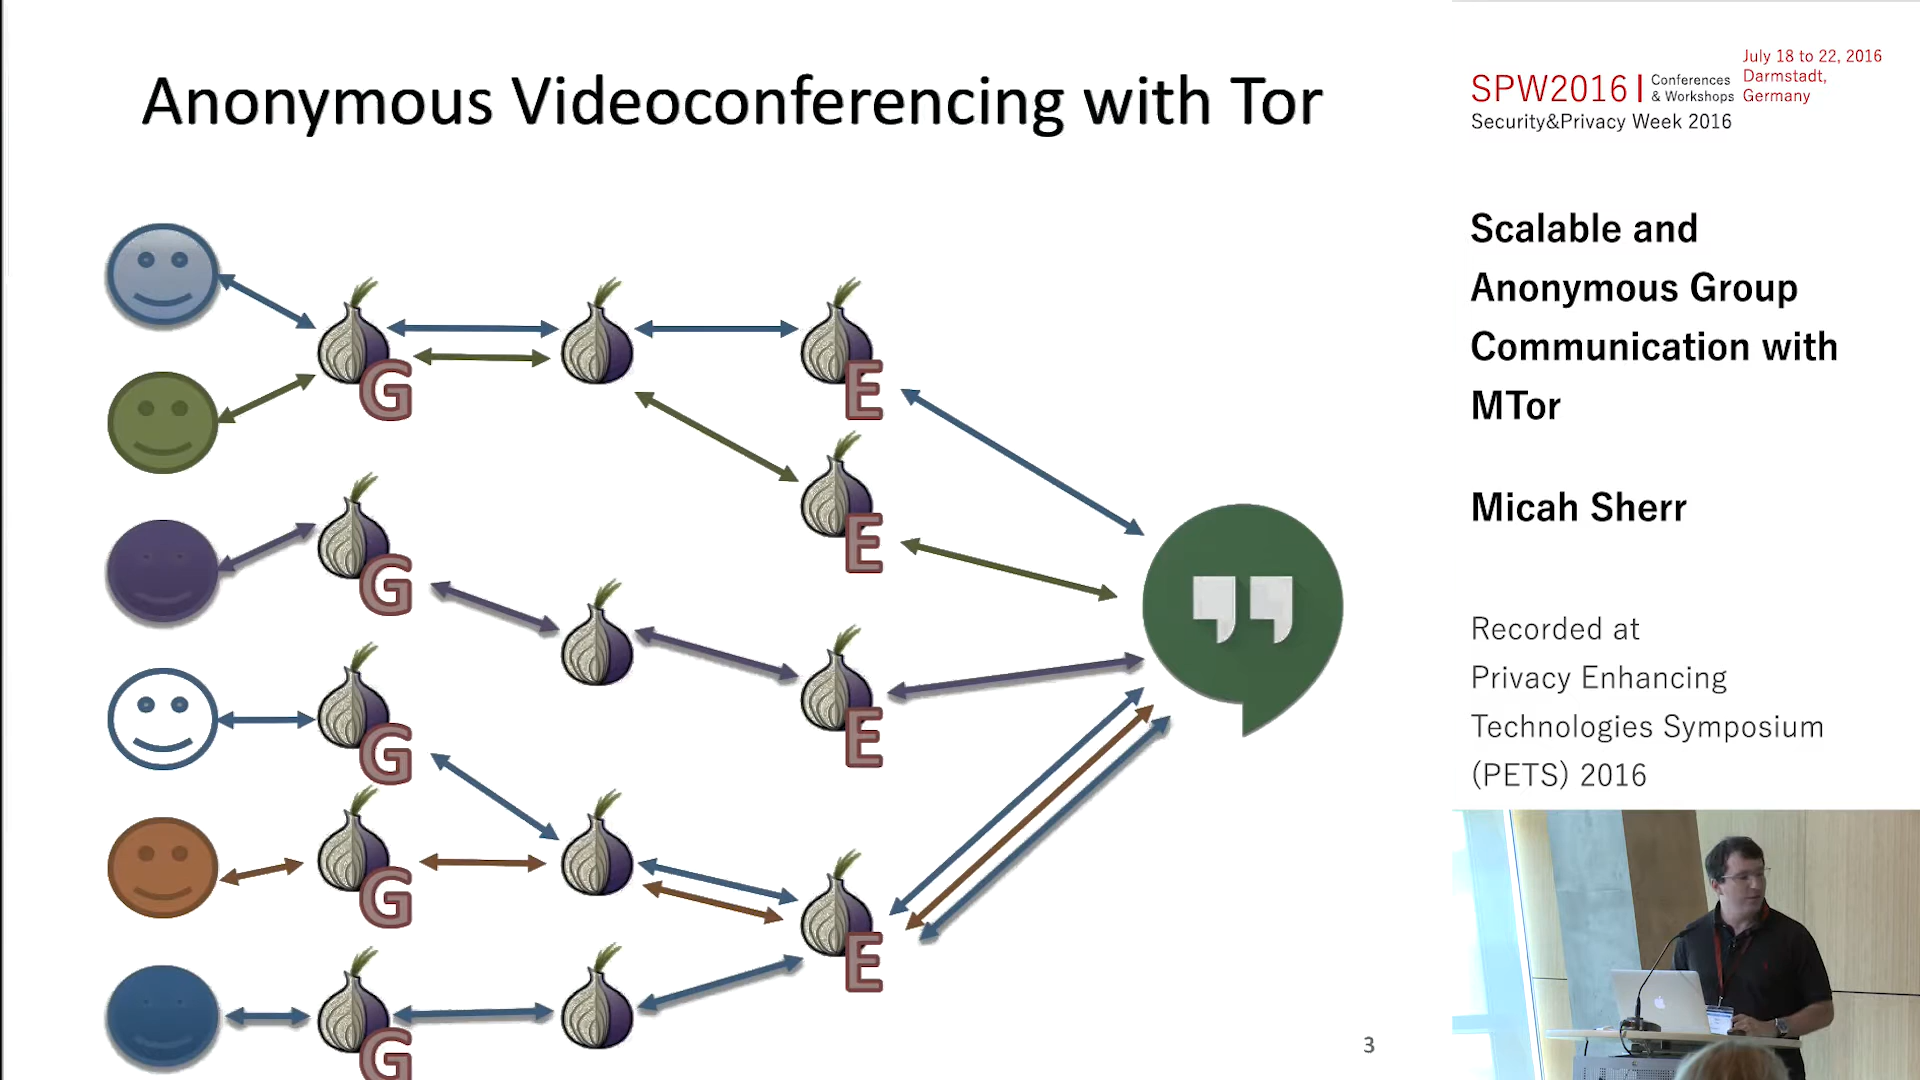 Anonymous Videoconferencing with Tor
G
E
E
G
E
G
G
E
G
3
SPW2016 | Conferences & Workshops
July 18 to 22, 2016
Darmstadt,
Germany
Security&Privacy Week 2016
Scalable and
Anonymous Group
Communication with
MTor
Micah Sherr
Recorded at
Privacy Enhancing
Technologies Symposium
(PETS) 2016